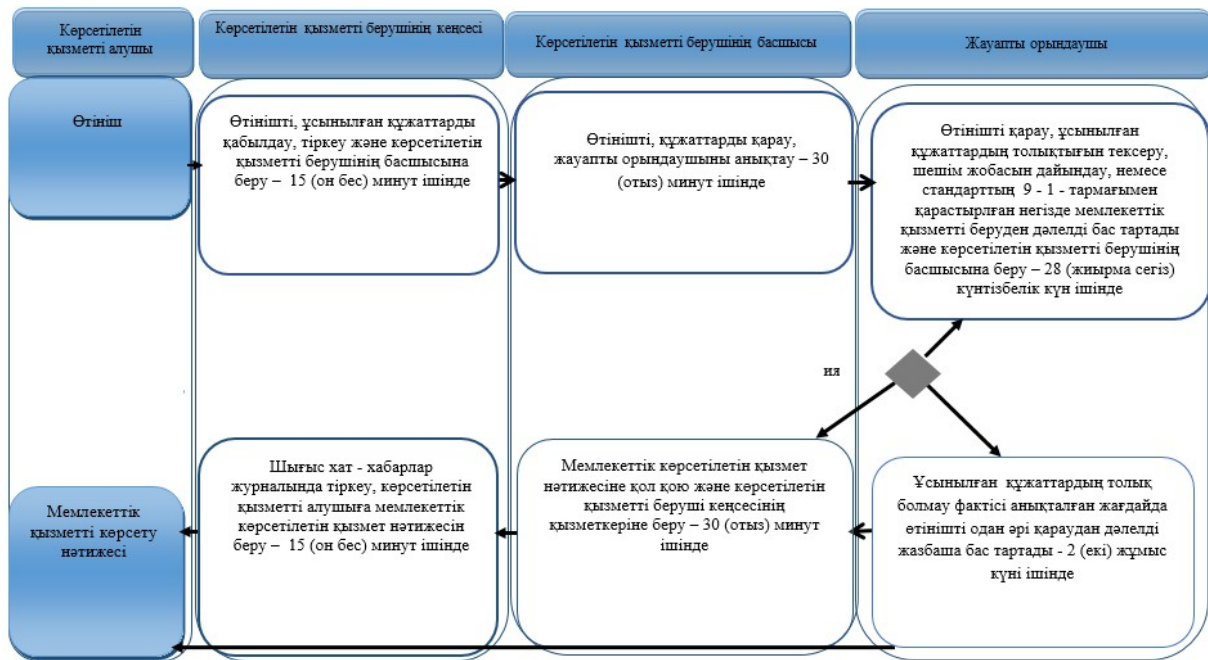 Көрсетілетін
қызметті алушы
Көрсетілетін қызметті берушінің кеңсесі
Көрсетілетін қызметті берушінің басшысы
Жауапты орындаушы
Өтініш
Өтінішті, ұсынылған құжаттарды
қабылдау, тіркеу және көрсетілетін
қызметті берушінің басшысына
беру – 15 (он бес) минут ішінде
Өтінішті, құжаттарды қарау,
жауапты орындаушыны анықтау – 30
(отыз) минут ішінде
Өтінішті қарау, ұсынылған
құжаттардың толықтығын тексеру,
шешім жобасын дайындау, немесе
стандарттың 9 - 1 - тармағымен
қарастырлған негізде мемлекеттік
қызметті беруден дәлелді бас тартады
және көрсетілетін қызметті берушінің
басшысына беру – 28 (жиырма сегіз)
күнтізбелік күн ішінде
ия
Мемлекеттік
қызметті көрсету
нәтижесі
Шығыс хат - хабарлар
журналында тіркеу, көрсетілетін
қызметті алушыға мемлекеттік
көрсетілетін қызмет нәтижесін
беру – 15 (он бес) минут ішінде
Мемлекеттік көрсетілетін қызмет
нәтижесіне қол қою және көрсетілетін
қызметті беруші кеңсесінің
қызметкеріне беру – 30 (отыз) минут
ішінде
Ұсынылған құжаттардың толық
болмау фактісі анықталған жағдайда
өтінішті одан әрі қараудан дәлелді
жазбаша бас тартады - 2 (екі) жұмыс
күні ішінде